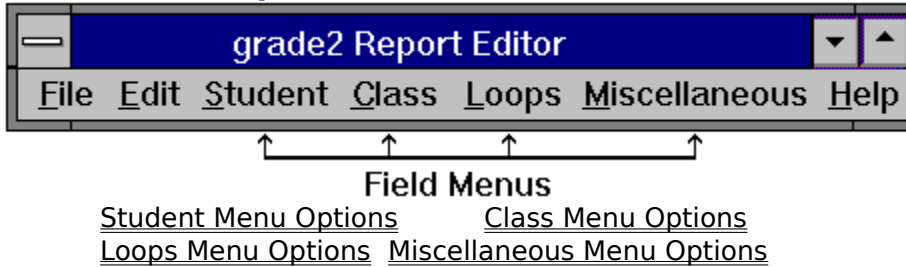 grade2 Report Editor
File Edit Student Class Loops Miscellaneous Help
Field Menus
Student Menu Options Class Menu Options
Loops Menu Options Miscellaneous Menu Options